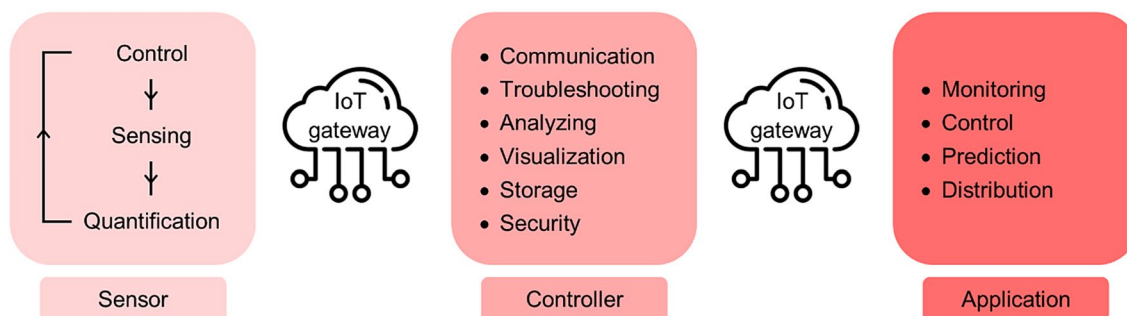 Control
Sensing
Quantification
Sensor
IoT
gateway
• Communication
• Troubleshooting
• Analyzing
• Visualization
• Storage
• Security
Controller
IoT
gateway
• Monitoring
• Control
• Prediction
• Distribution
Application